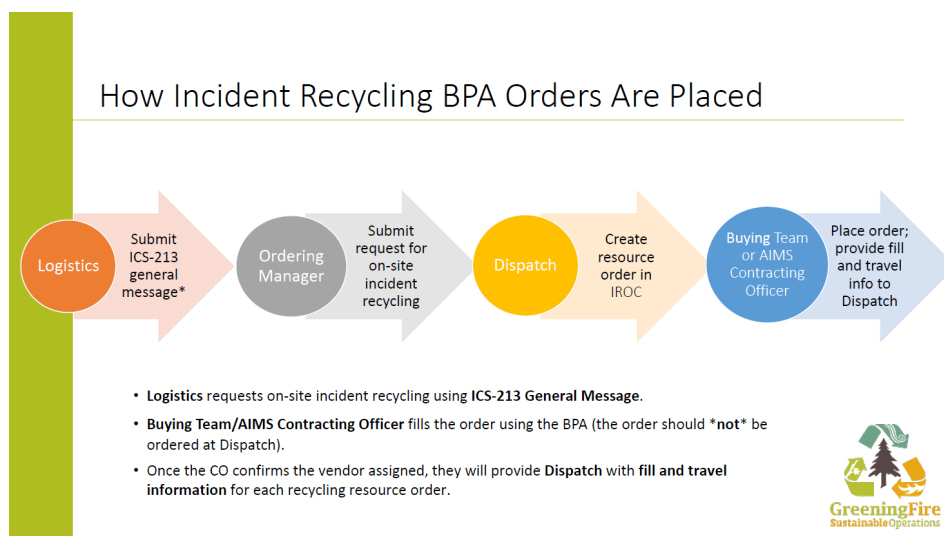 How Incident Recycling BPA Orders Are Placed
Logistics
Submit
ICS-213
general
message*
Ordering
Manager
Submit
request for
on-site
incident
recycling
Dispatch
Create
resource
order in
IROC
Buying Team
or AIMS
Contracting
Officer
Place order;
provide fill
and travel
info to
Dispatch
• Logistics requests on-site incident recycling using ICS-213 General Message.
• Buying Team/AIMS Contracting Officer fills the order using the BPA (the order should *not* be
ordered at Dispatch).
• Once the CO confirms the vendor assigned, they will provide Dispatch with fill and travel
information for each recycling resource order.
GreeningFire
SustainableOperations